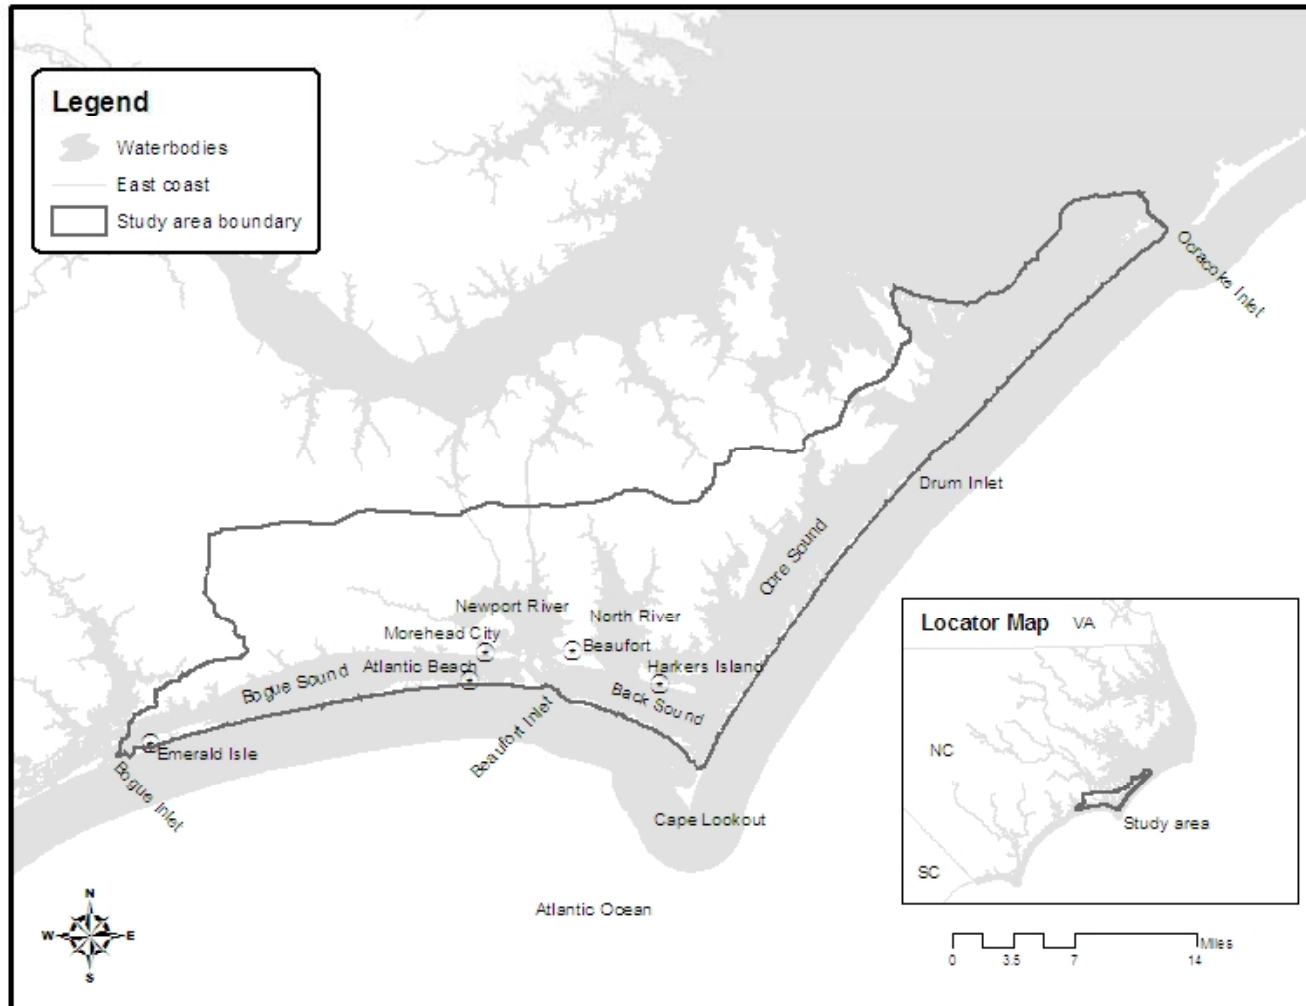 Legend
Waterbodies
East coast
Study area boundary
Ocracoke Inlet
Drum Inlet
Core Sound
Newport River
North River
Morehead City
Beaufort
Atlantic Beach
Harkers Island
Bogue Sound
Back Sound
Beaufort Inlet
Emerald Isle
Bogue Inlet
Cape Lookout
Atlantic Ocean
Locator Map
VA
NC
Study area
SC
N
W
E
S
Miles
0 3.5 7 14